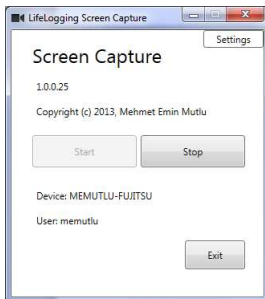 LifeLogging Screen Capture
Settings
Screen Capture
1.0.0.25
Copyright (c) 2013, Mehmet Emin Mutlu
Start Stop
Device: MEMUTLU-FUJITSU
User: memutlu
Exit